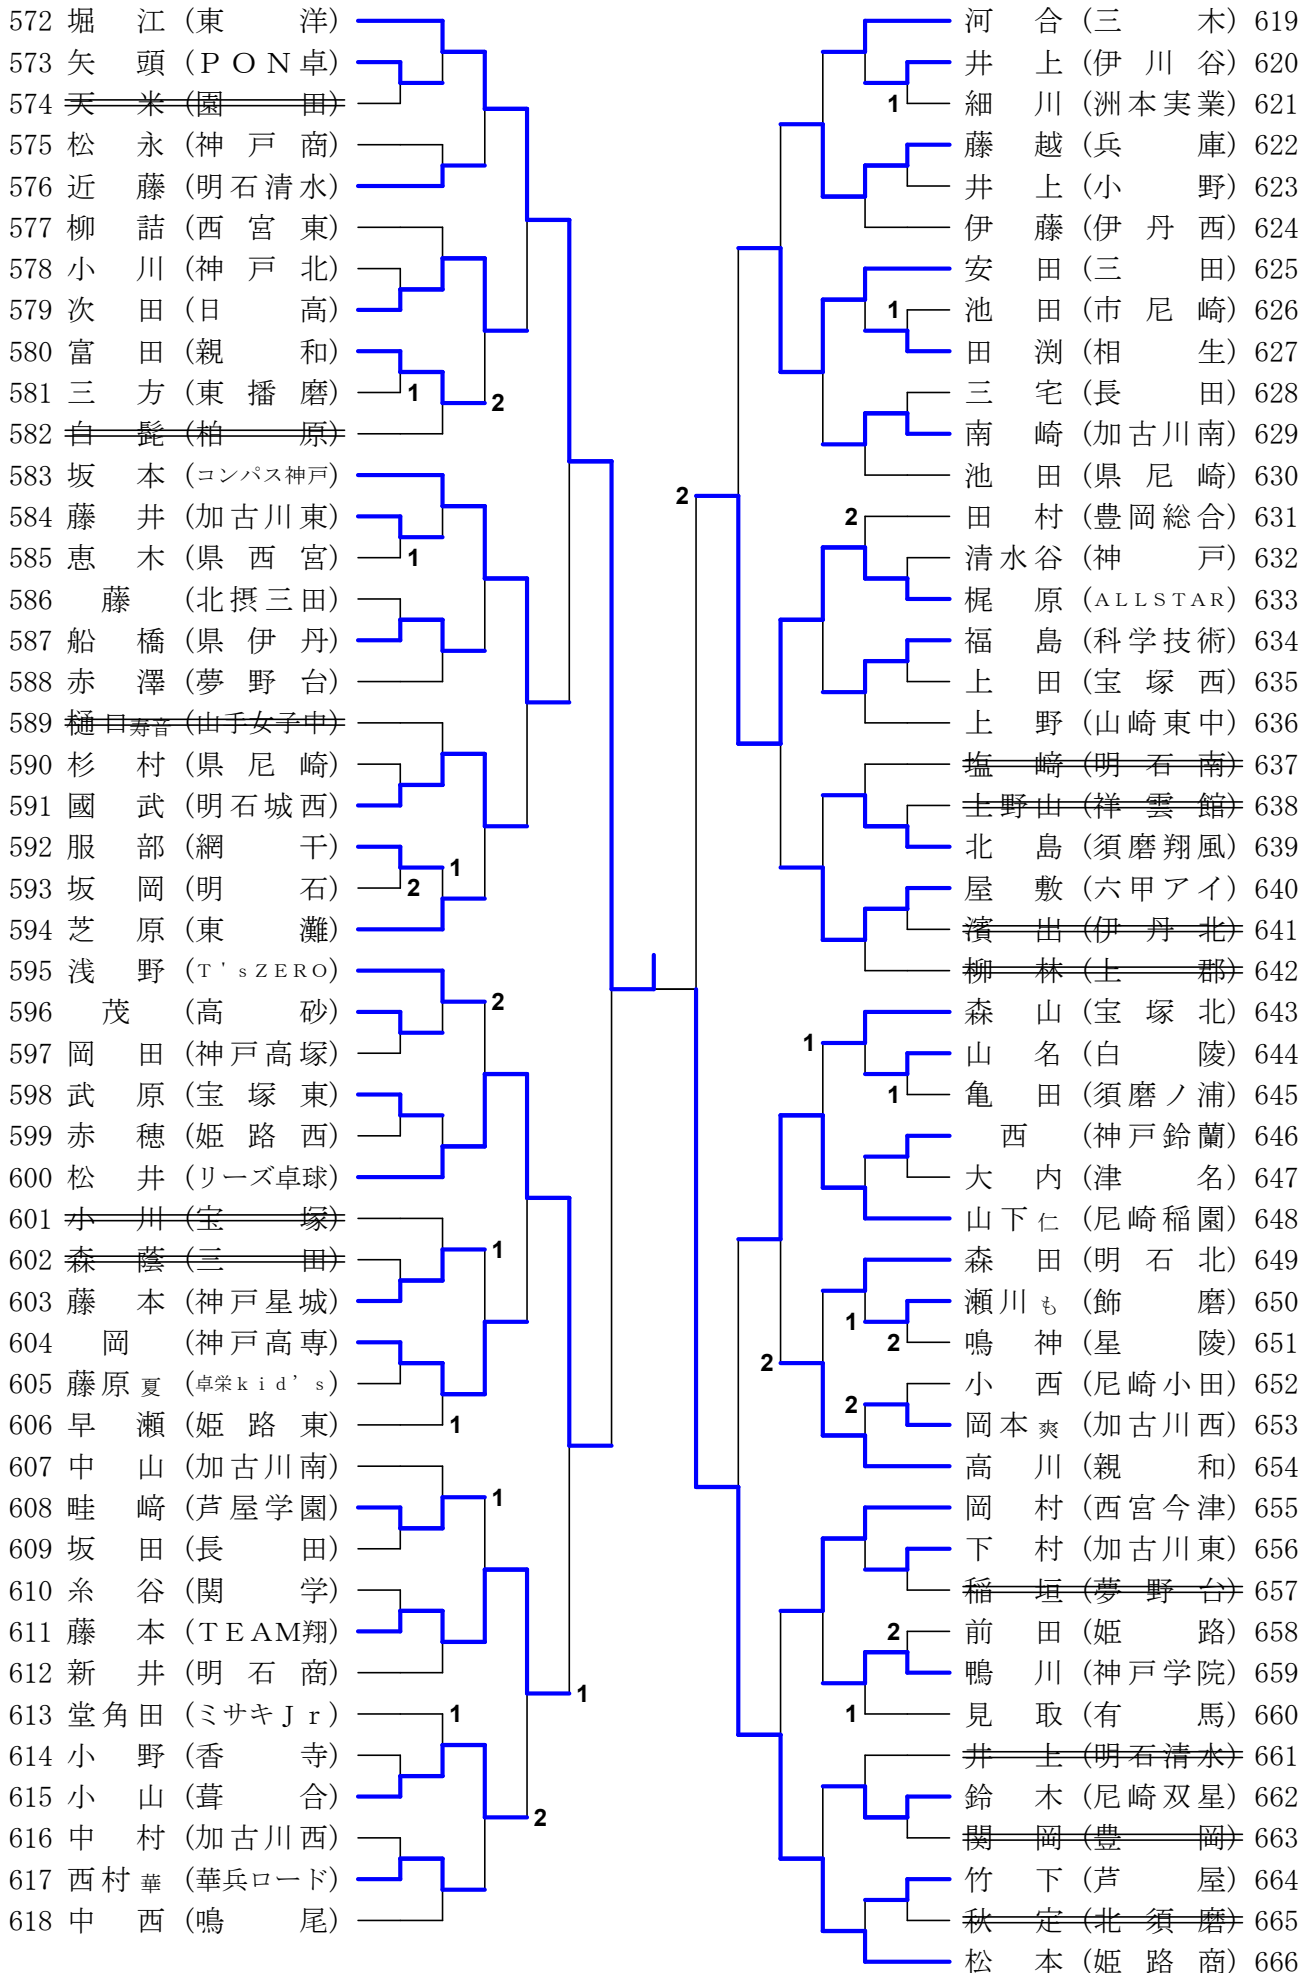 572 堀江 (東洋)
573 矢頭 (ＰＯＮ卓)
574 天米 (園田)
575 松永 (神戸商)
576 近藤 (明石清水)
577 柳詰 (西宮東)
578 小川 (神戸北)
579 次田 (日高)
580 富田 (親和)
581 三方 (東播磨) 1
2
582 白髭 (柏原)
583 坂本 (コンパス神戸)
584 藤井 (加古川東)
585 恵木 (県西宮) 1
586 藤 (北摂三田)
587 船橋 (県伊丹)
588 赤澤 (夢野台)
589 樋口寿音 (山手女子中)
590 杉村 (県尼崎)
591 國武 (明石城西)
592 服部 (網干)
1
593 坂岡 (明石) 2
594 芝原 (東灘)
595 浅野 (T'sZERO)
2
596 茂 (高砂)
597 岡田 (神戸高塚)
598 武原 (宝塚東)
599 赤穂 (姫路西)
600 松井 (リーズ卓球)
601 小川 (宝塚)
1
602 森蔭 (三田)
603 藤本 (神戸星城)
604 岡 (神戸高専)
605 藤原夏 (卓栄ｋｉｄ’ｓ)
606 早瀬 (姫路東) 1
607 中山 (加古川南)
1
608 畦﨑 (芦屋学園)
609 坂田 (長田)
610 糸谷 (関学)
611 藤本 (ＴＥＡＭ翔)
612 新井 (明石商)
1
613 堂角田 (ミサキＪｒ) 1
614 小野 (香寺)
615 小山 (葺合)
2
616 中村 (加古川西)
617 西村華 (華兵ロード)
618 中西 (鳴尾)
河合 (三木) 619
井上 (伊川谷) 620
1 細川 (洲本実業) 621
藤越 (兵庫) 622
井上 (小野) 623
伊藤 (伊丹西) 624
安田 (三田) 625
1 池田 (市尼崎) 626
田渕 (相生) 627
三宅 (長田) 628
南崎 (加古川南) 629
池田 (県尼崎) 630
2
2 田村 (豊岡総合) 631
清水谷 (神戸) 632
梶原 (ALLSTAR) 633
福島 (科学技術) 634
上田 (宝塚西) 635
上野 (山崎東中) 636
塩﨑 (明石南) 637
上野山 (祥雲館) 638
北島 (須磨翔風) 639
屋敷 (六甲アイ) 640
濱出 (伊丹北) 641
柳林 (上郡) 642
森山 (宝塚北) 643
1
山名 (白陵) 644
1 亀田 (須磨ノ浦) 645
西 (神戸鈴蘭) 646
大内 (津名) 647
山下仁 (尼崎稲園) 648
森田 (明石北) 649
瀬川も (飾磨) 650
1
2 鳴神 (星陵) 651
2
小西 (尼崎小田) 652
2
岡本爽 (加古川西) 653
高川 (親和) 654
岡村 (西宮今津) 655
下村 (加古川東) 656
稲垣 (夢野台) 657
2 前田 (姫路) 658
鴨川 (神戸学院) 659
1 見取 (有馬) 660
井上 (明石清水) 661
鈴木 (尼崎双星) 662
関岡 (豊岡) 663
竹下 (芦屋) 664
秋定 (北須磨) 665
松本 (姫路商) 666